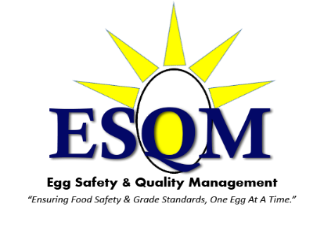 ESQM
Egg Safety & Quality Management
“Ensuring Food Safety & Grade Standards, One Egg At A Time.”